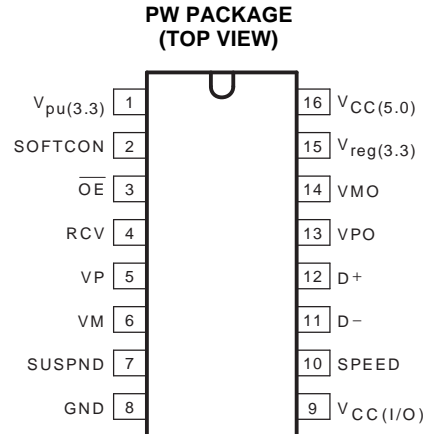 PW PACKAGE
(TOP VIEW)
Vpu(3.3) 1
SOFTCON 2
O̅E̅ 3
RCV 4
VP 5
VM 6
SUSPND 7
GND 8
16 VCC(5.0)
15 Vreg(3.3)
14 VMO
13 VPO
12 D+
11 D−
10 SPEED
9 VCC(I/O)